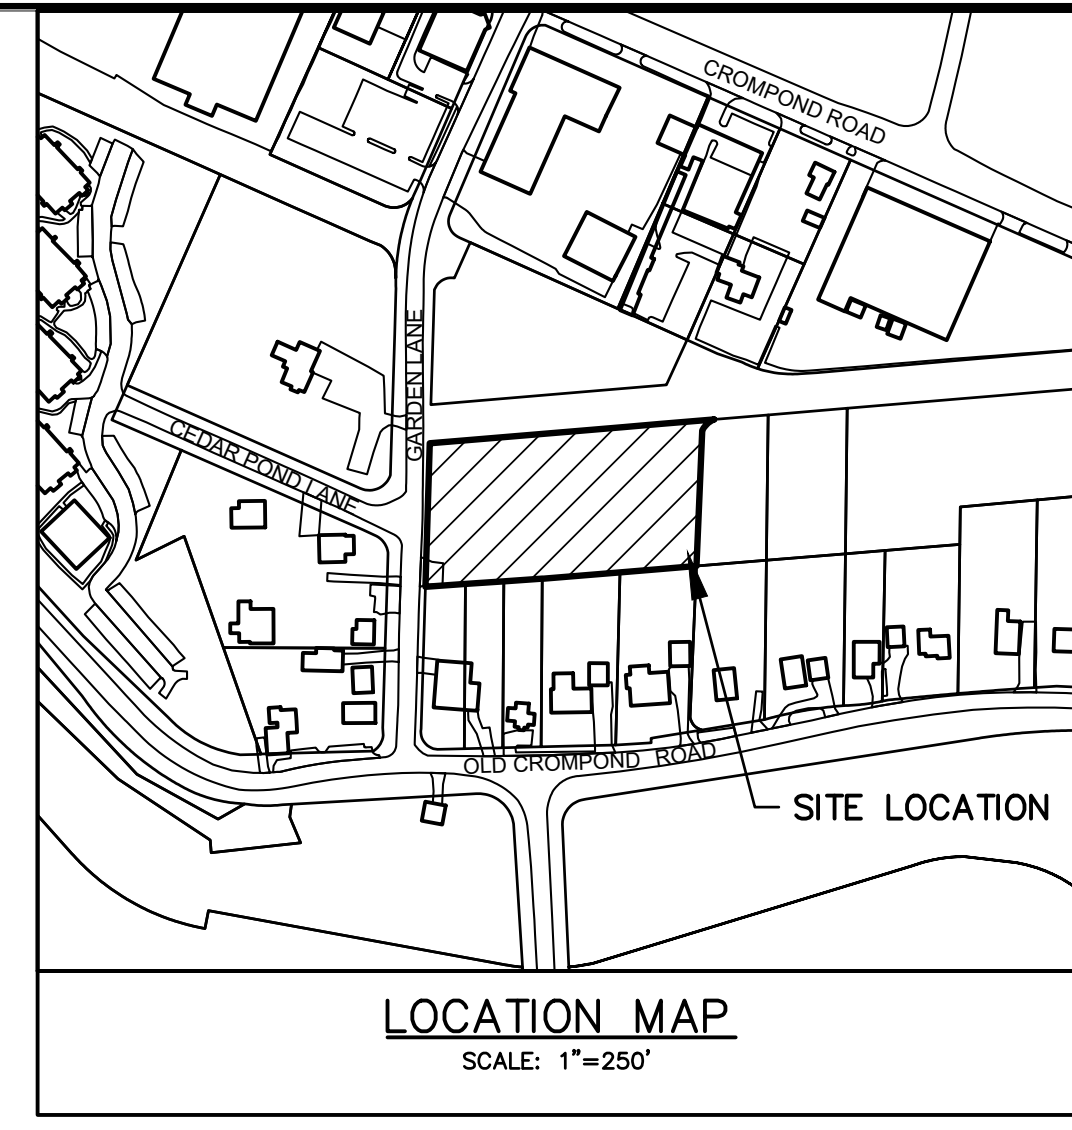 CROMPOND ROAD
GARDEN LANE
CEDAR POND LANE
OLD CROMPOND ROAD
SITE LOCATION
LOCATION MAP
SCALE: 1"=250'